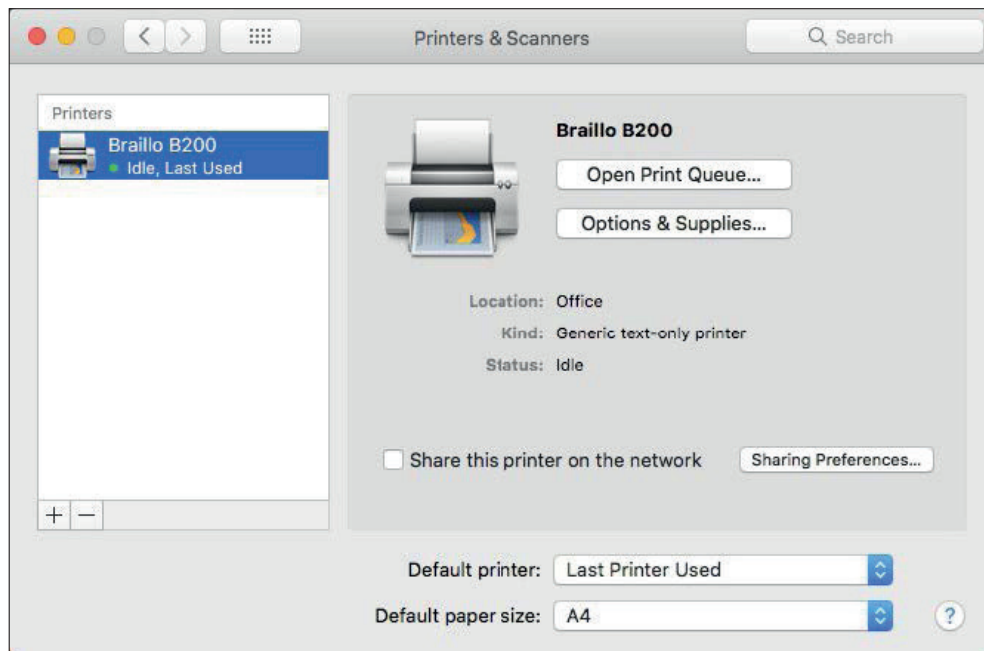 Printers & Scanners
Search
Printers
Braillo B200
Idle, Last Used
Braillo B200
Open Print Queue...
Options & Supplies...
Location: Office
Kind: Generic text-only printer
Status: Idle
Share this printer on the network
Sharing Preferences...
+ −
Default printer: Last Printer Used
Default paper size: A4
?